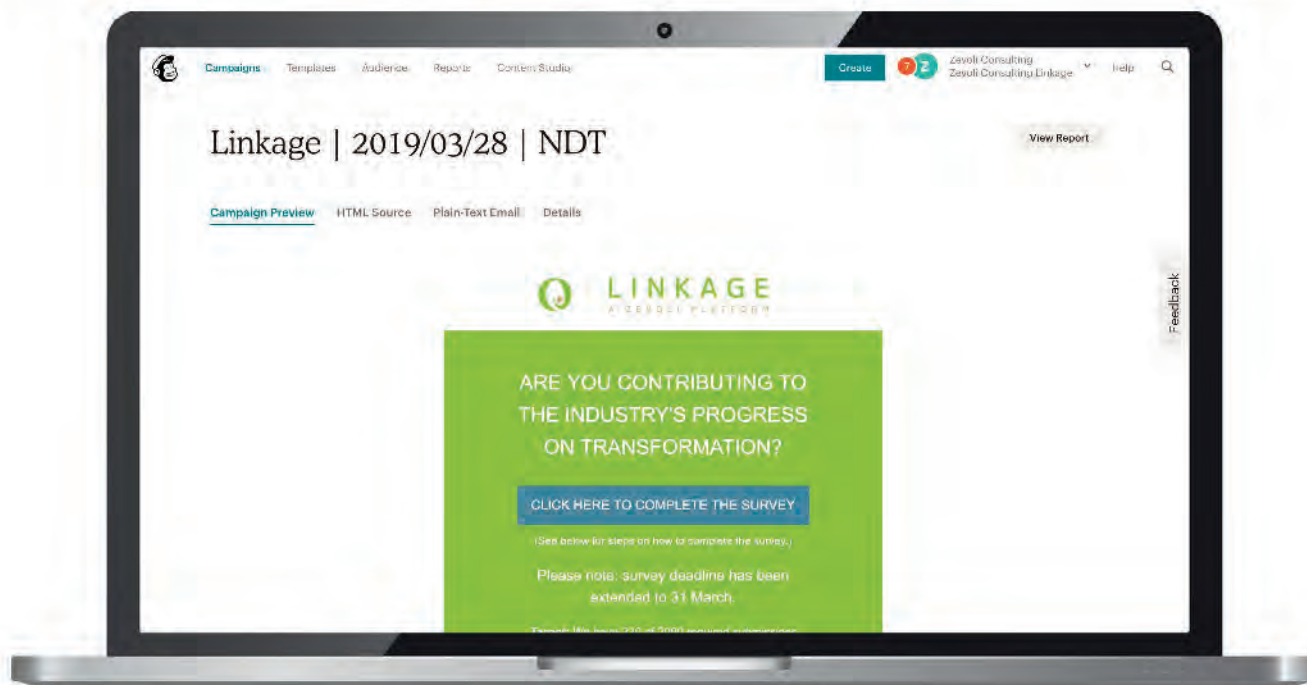 Campaigns Templates Audience Reports Content Studio
Create 7 Z Zevoli Consulting Help
Zevoli Consulting Linkage
Linkage | 2019/03/28 | NDT
View Report
Campaign Preview HTML Source Plain-Text Email Details
Feedback
LINKAGE
PLATFORM
ARE YOU CONTRIBUTING TO
THE INDUSTRY'S PROGRESS
ON TRANSFORMATION?
CLICK HERE TO COMPLETE THE SURVEY
(See below for steps on how to complete the survey.)
Please note: survey deadline has been
extended to 31 March.